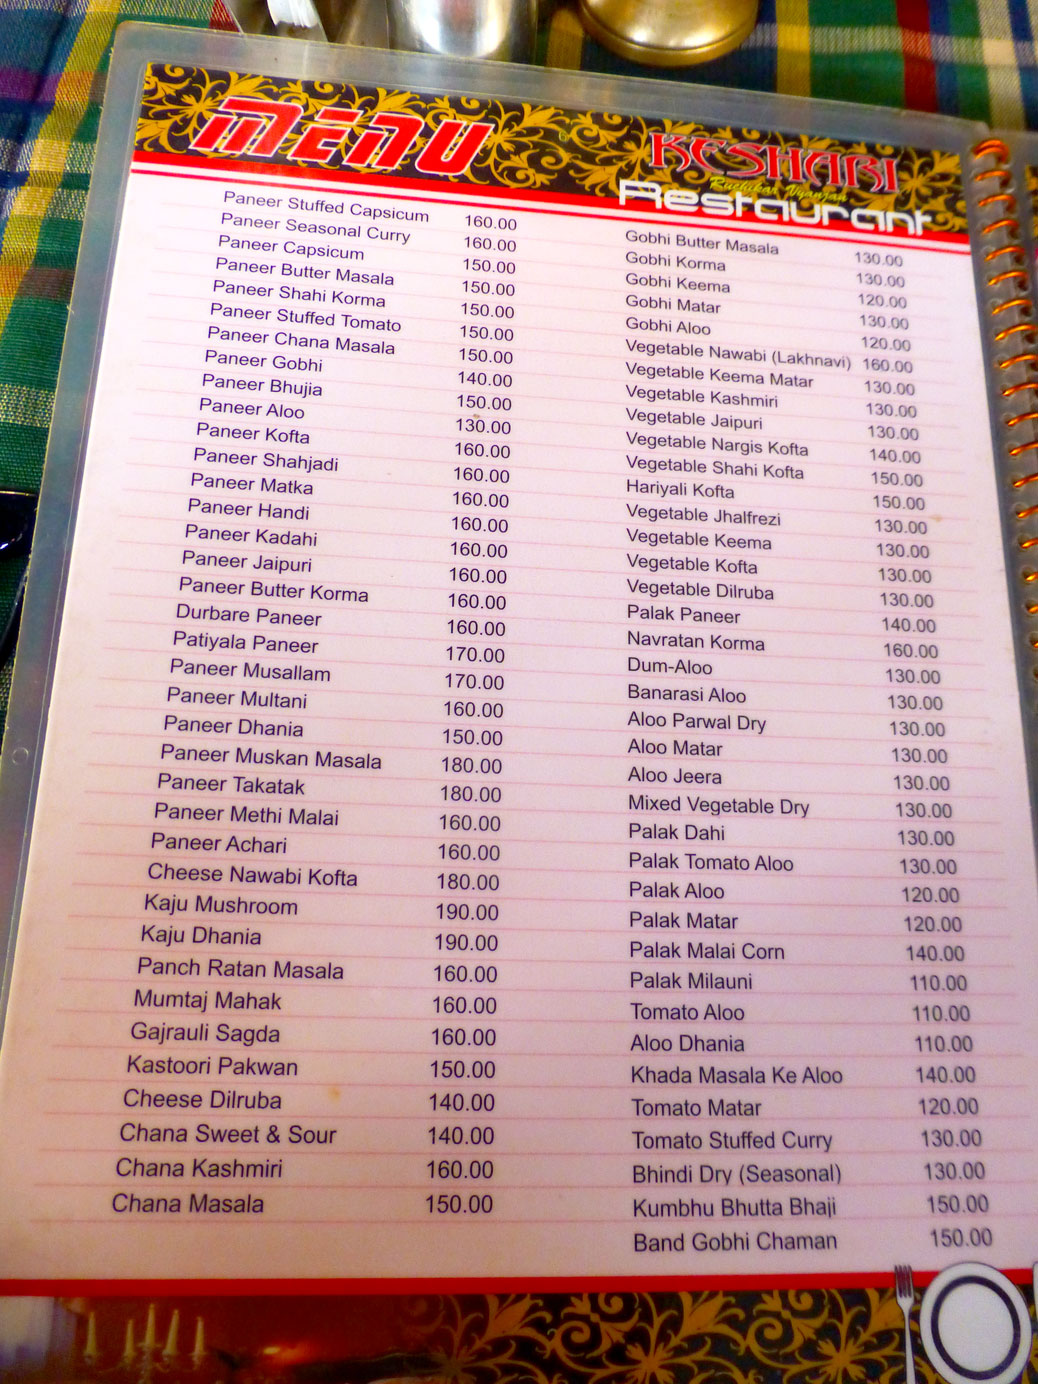 MENU
KESHARI
Ruchikar Vyanjan
Restaurant
Paneer Stuffed Capsicum 160.00
Paneer Seasonal Curry 160.00
Paneer Capsicum 150.00
Paneer Butter Masala 150.00
Paneer Shahi Korma 150.00
Paneer Stuffed Tomato 150.00
Paneer Chana Masala 150.00
Paneer Gobhi 140.00
Paneer Bhujia 150.00
Paneer Aloo 130.00
Paneer Kofta 160.00
Paneer Shahjadi 160.00
Paneer Matka 160.00
Paneer Handi 160.00
Paneer Kadahi 160.00
Paneer Jaipuri 160.00
Paneer Butter Korma 160.00
Durbare Paneer 160.00
Patiyala Paneer 170.00
Paneer Musallam 170.00
Paneer Multani 160.00
Paneer Dhania 150.00
Paneer Muskan Masala 180.00
Paneer Takatak 180.00
Paneer Methi Malai 160.00
Paneer Achari 160.00
Cheese Nawabi Kofta 180.00
Kaju Mushroom 190.00
Kaju Dhania 190.00
Panch Ratan Masala 160.00
Mumtaj Mahak 160.00
Gajrauli Sagda 160.00
Kastoori Pakwan 150.00
Cheese Dilruba 140.00
Chana Sweet & Sour 140.00
Chana Kashmiri 160.00
Chana Masala 150.00
Gobhi Butter Masala 130.00
Gobhi Korma 130.00
Gobhi Keema 120.00
Gobhi Matar 130.00
Gobhi Aloo 120.00
Vegetable Nawabi (Lakhnavi) 160.00
Vegetable Keema Matar 130.00
Vegetable Kashmiri 130.00
Vegetable Jaipuri 130.00
Vegetable Nargis Kofta 140.00
Vegetable Shahi Kofta 150.00
Hariyali Kofta 150.00
Vegetable Jhalfrezi 130.00
Vegetable Keema 130.00
Vegetable Kofta 130.00
Vegetable Dilruba 130.00
Palak Paneer 140.00
Navratan Korma 160.00
Dum-Aloo 130.00
Banarasi Aloo 130.00
Aloo Parwal Dry 130.00
Aloo Matar 130.00
Aloo Jeera 130.00
Mixed Vegetable Dry 130.00
Palak Dahi 130.00
Palak Tomato Aloo 130.00
Palak Aloo 120.00
Palak Matar 120.00
Palak Malai Corn 140.00
Palak Milauni 110.00
Tomato Aloo 110.00
Aloo Dhania 110.00
Khada Masala Ke Aloo 140.00
Tomato Matar 120.00
Tomato Stuffed Curry 130.00
Bhindi Dry (Seasonal) 130.00
Kumbhu Bhutta Bhaji 150.00
Band Gobhi Chaman 150.00